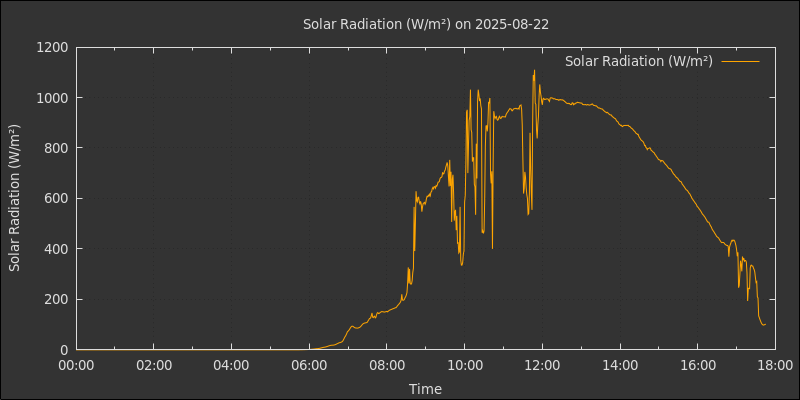 Solar Radiation (W/m²) on 2025-08-22
Solar Radiation (W/m²)
Solar Radiation (W/m²)
1200
1000
800
600
400
200
0
00:00 02:00 04:00 06:00 08:00 10:00 12:00 14:00 16:00 18:00
Time